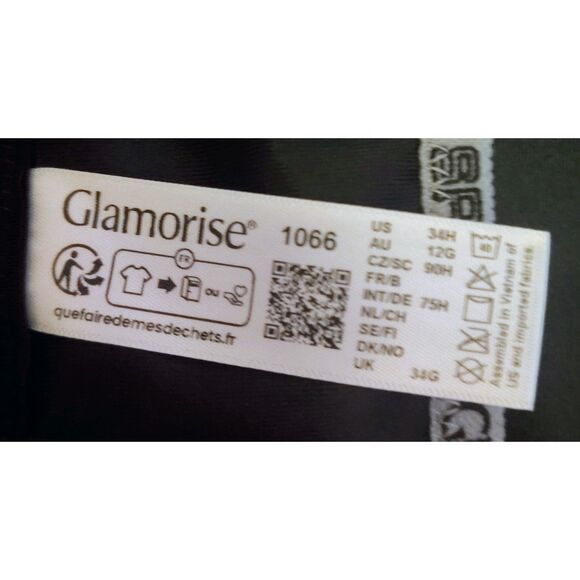 Glamorise®
1066
FR
ou
quefairedemesdechets.fr
US 34H
AU 12G
CZ/SC 90H
FR/B
INT/DE 75H
NL/CH
SE/FI
DK/NO
UK 34G
40
Assembled in Vietnam of
US and imported fabrics.